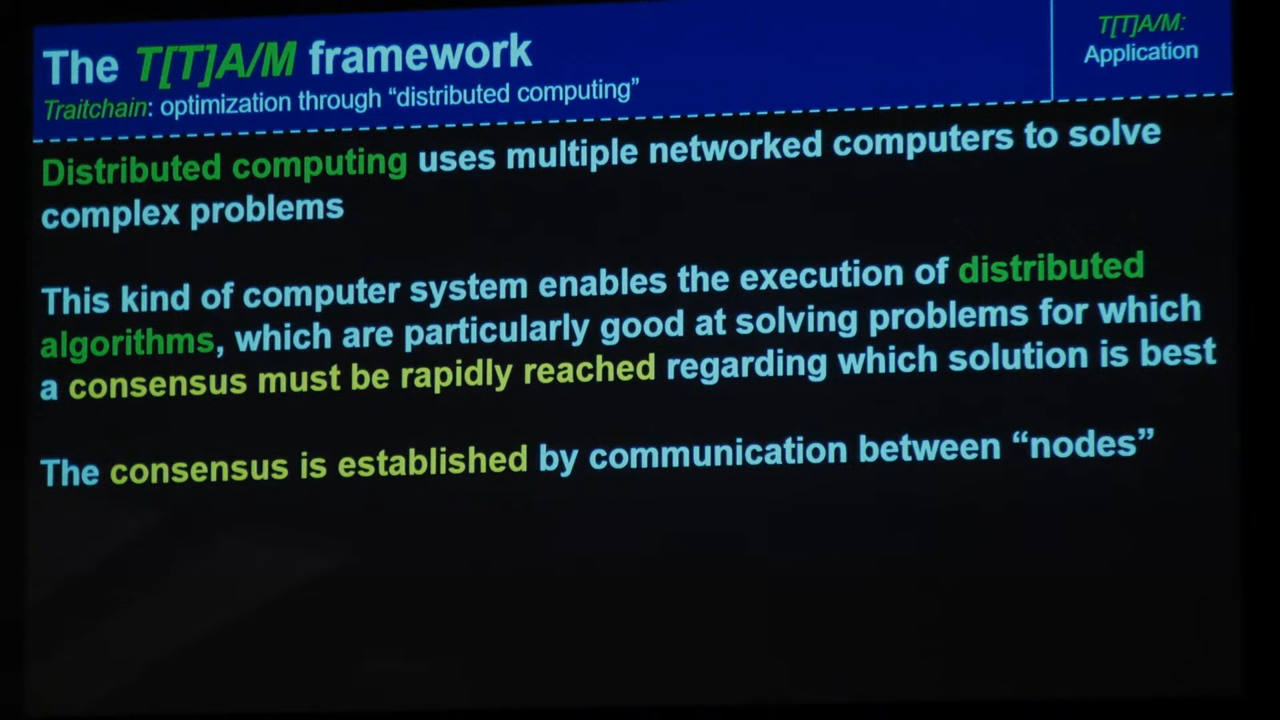 The T[T]A/M framework
Traitchain: optimization through “distributed computing”
T[T]A/M:
Application
Distributed computing uses multiple networked computers to solve
complex problems
This kind of computer system enables the execution of distributed
algorithms, which are particularly good at solving problems for which
a consensus must be rapidly reached regarding which solution is best
The consensus is established by communication between “nodes”